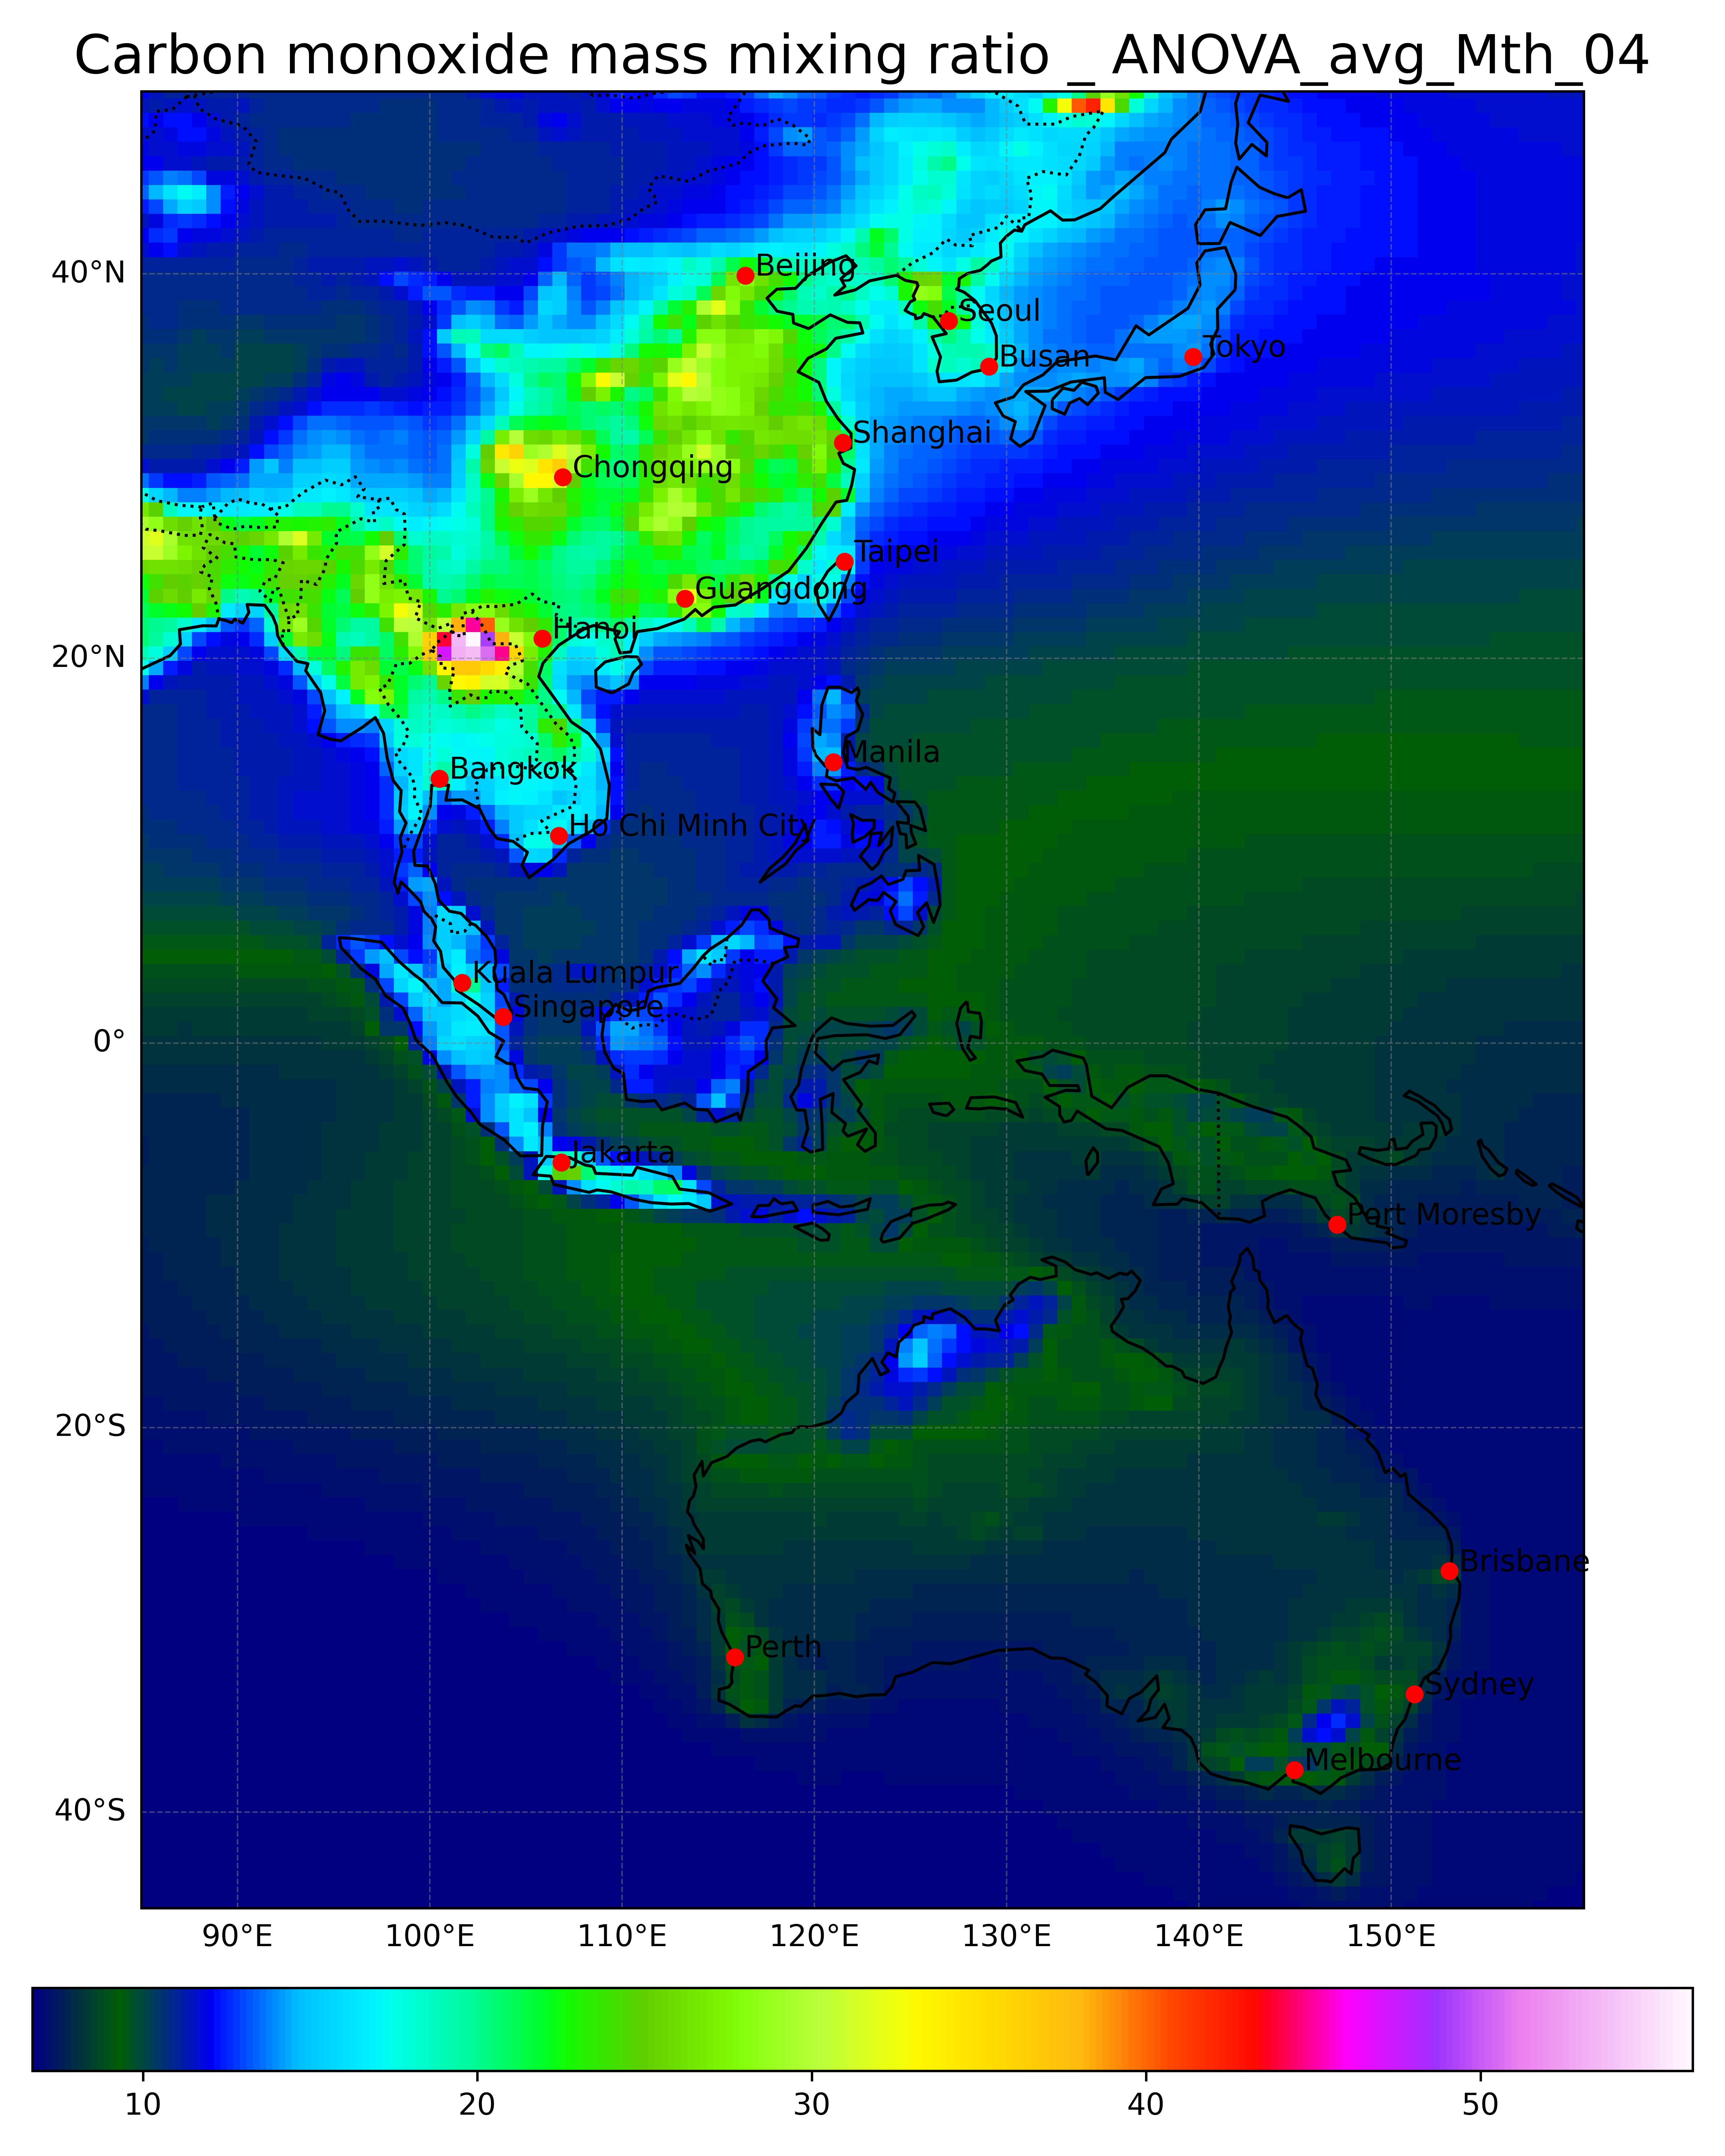 Carbon monoxide mass mixing ratio _ ANOVA_avg_Mth_04
40°N
20°N
0°
20°S
40°S
Beijing
Seoul
Tokyo
Busan
Shanghai
Chongqing
Taipei
Guangdong
Hanoi
Manila
Bangkok
Ho Chi Minh City
Kuala Lumpur
Singapore
Jakarta
Port Moresby
Brisbane
Perth
Sydney
Melbourne
90°E 100°E 110°E 120°E 130°E 140°E 150°E
10 20 30 40 50